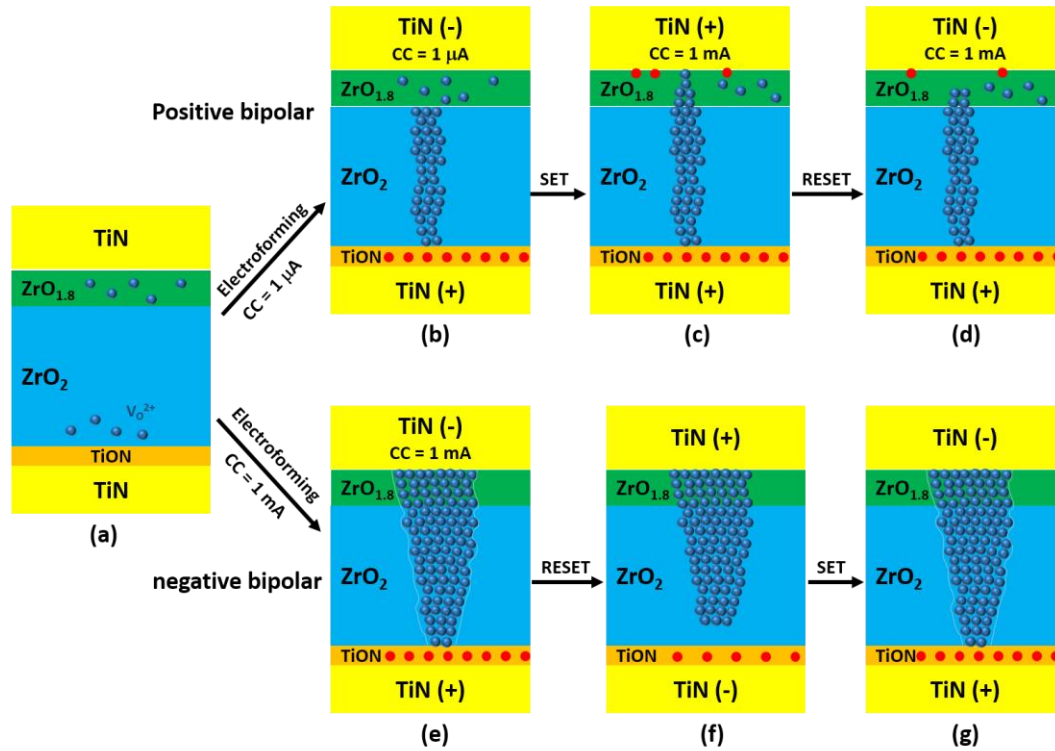 TiN (-)
CC = 1 μA
ZrO1.8
ZrO2
TiON
TiN (+)
(b)
SET
TiN (+)
CC = 1 mA
ZrO1.8
ZrO2
TiON
TiN (+)
(c)
RESET
TiN (-)
CC = 1 mA
ZrO1.8
ZrO2
TiON
TiN (+)
(d)
Positive bipolar
Electroforming
CC = 1 μA
TiN
ZrO1.8
ZrO2
VO2+
TiON
TiN
(a)
Electroforming
CC = 1 mA
negative bipolar
TiN (-)
CC = 1 mA
ZrO1.8
ZrO2
TiON
TiN (+)
(e)
RESET
TiN (+)
ZrO1.8
ZrO2
TiON
TiN (-)
(f)
SET
TiN (-)
ZrO1.8
ZrO2
TiON
TiN (+)
(g)